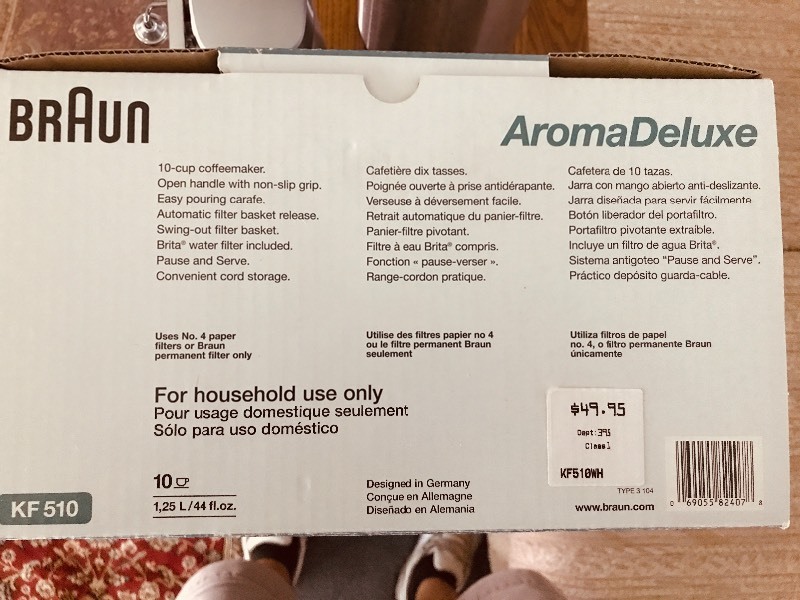 BRAUN
AromaDeluxe
10-cup coffeemaker.
Open handle with non-slip grip.
Easy pouring carafe.
Automatic filter basket release.
Swing-out filter basket.
Brita® water filter included.
Pause and Serve.
Convenient cord storage.
Cafetière dix tasses.
Poignée ouverte à prise antidérapante.
Verseuse à déversement facile.
Retrait automatique du panier-filtre.
Panier-filtre pivotant.
Filtre à eau Brita® compris.
Fonction « pause-verser ».
Range-cordon pratique.
Cafetera de 10 tazas.
Jarra con mango abierto anti-deslizante.
Jarra diseñada para servir fácilmente
Botón liberador del portafiltro.
Portafiltro pivotante extraíble.
Incluye un filtro de agua Brita®.
Sistema antigoteo “Pause and Serve”.
Práctico depósito guarda-cable.
Uses No. 4 paper
filters or Braun
permanent filter only
Utilise des filtres papier no 4
ou le filtre permanent Braun
seulement
Utiliza filtros de papel
no. 4, o filtro permanente Braun
únicamente
For household use only
Pour usage domestique seulement
Sólo para uso doméstico
$49.95
Dept:395
Class1
KF510WH
10
1,25 L/44 fl.oz.
Designed in Germany
Conçue en Allemagne
Diseñado en Alemania
TYPE 3 104
www.braun.com
0 69055 82407 8
KF 510